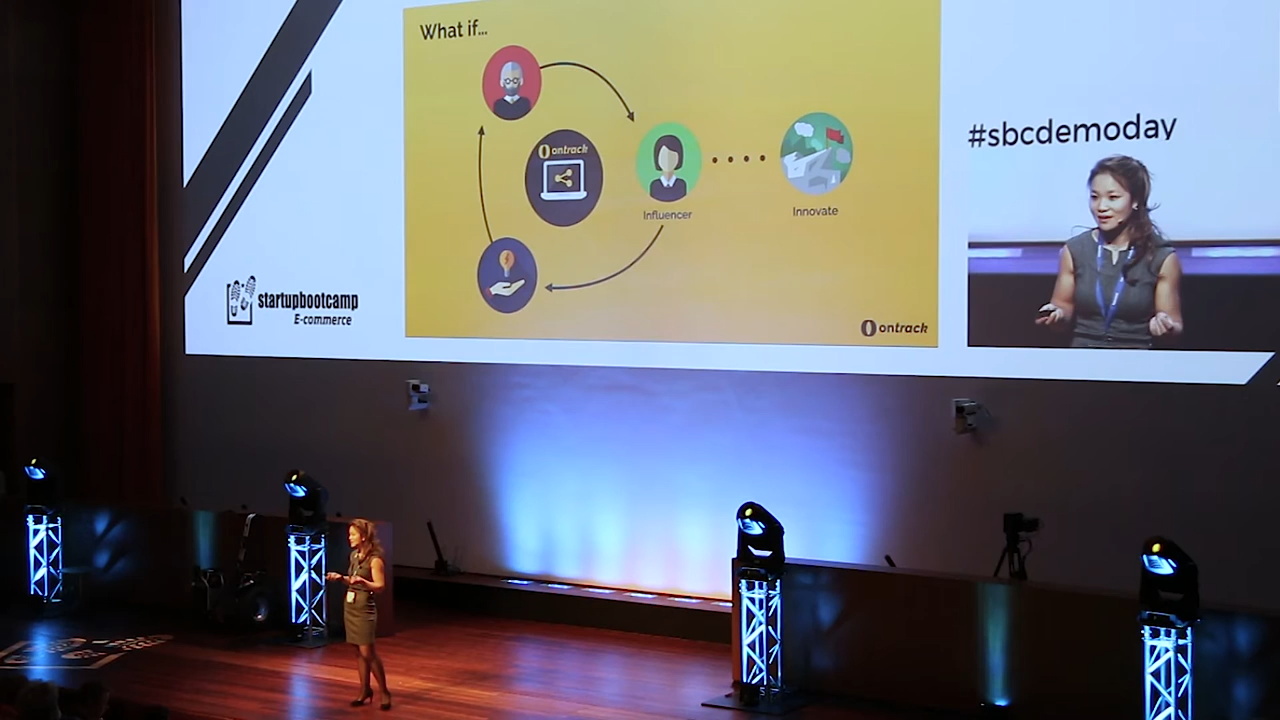 What if...
ontrack
Influencer
Innovate
ontrack
#sbcdemoday
startupbootcamp
E-commerce